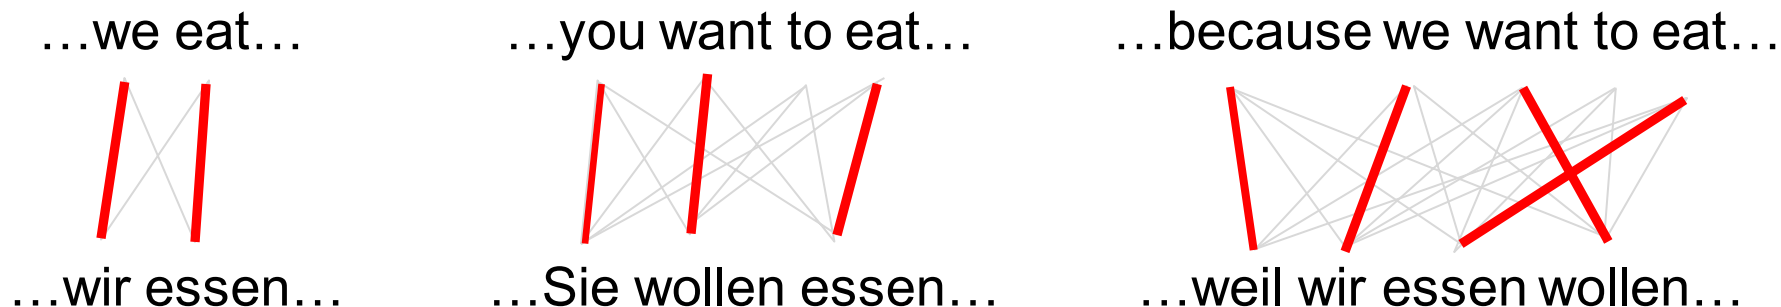 …we eat…
…you want to eat…
…because we want to eat…
…wir essen…
…Sie wollen essen…
…weil wir essen wollen…